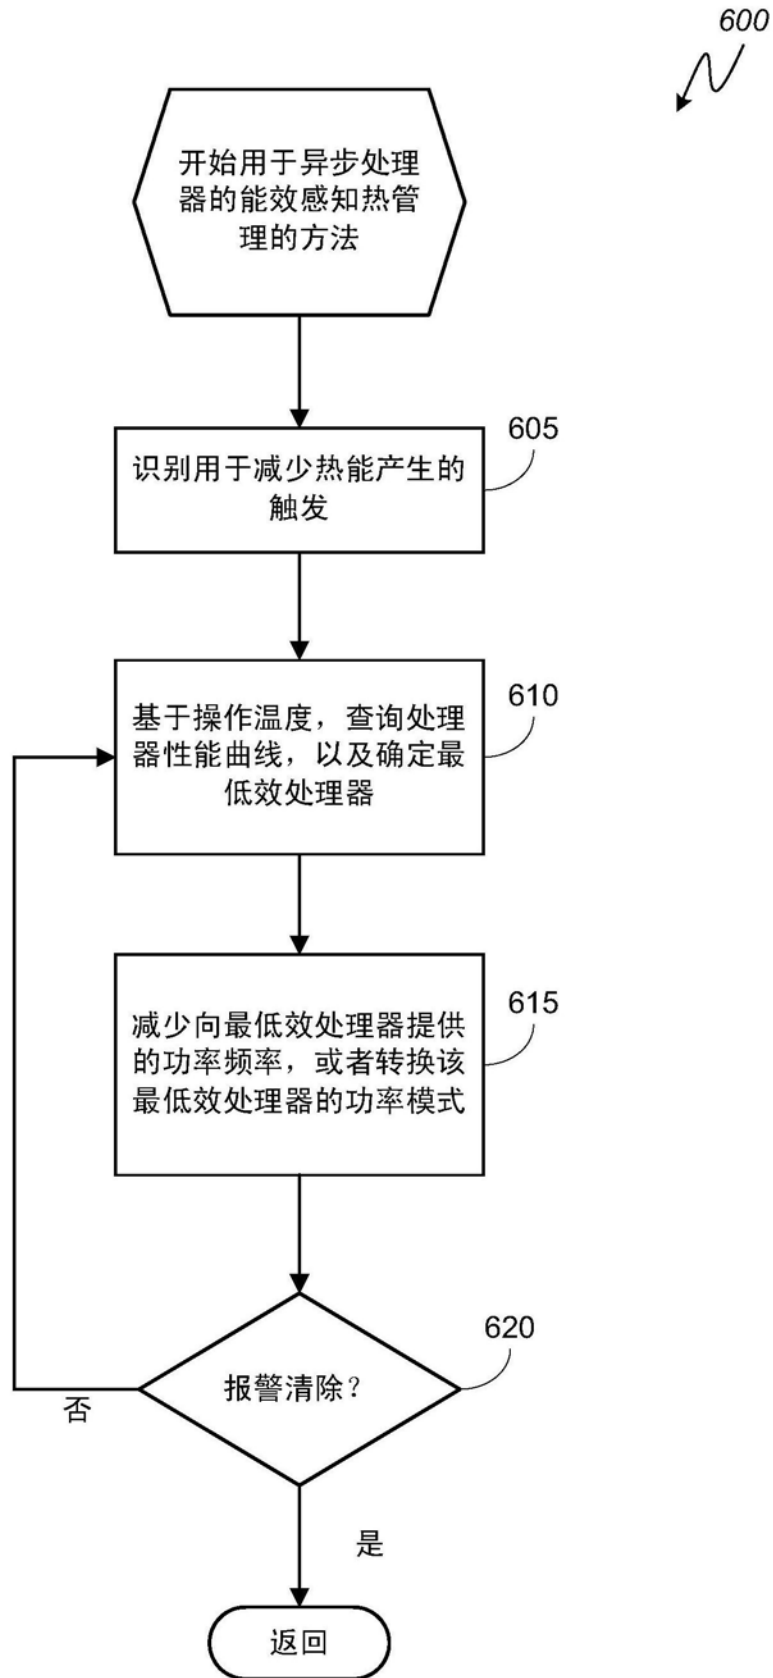 600
开始用于异步处理
器的能效感知热管
理的方法
605
识别用于减少热能产生的
触发
610
基于操作温度，查询处理
器性能曲线，以及确定最
低效处理器
615
减少向最低效处理器提供
的功率频率，或者转换该
最低效处理器的功率模式
620
报警清除？
否
是
返回